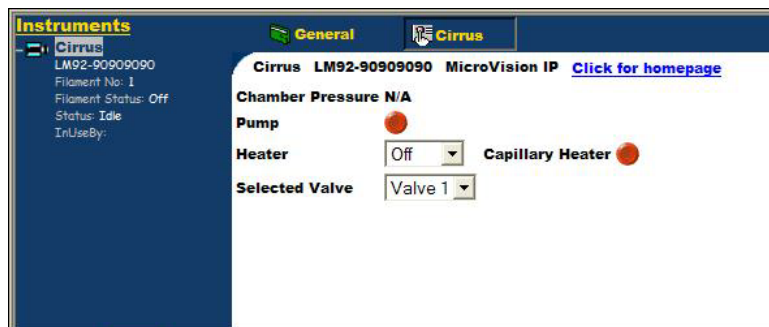 Instruments
Cirrus
LM92-90909090
Filament No: 1
Filament Status: Off
Status: Idle
InUseBy:
General
Cirrus
Cirrus LM92-90909090 MicroVision IP Click for homepage
Chamber Pressure N/A
Pump
Heater Off Capillary Heater
Selected Valve Valve 1